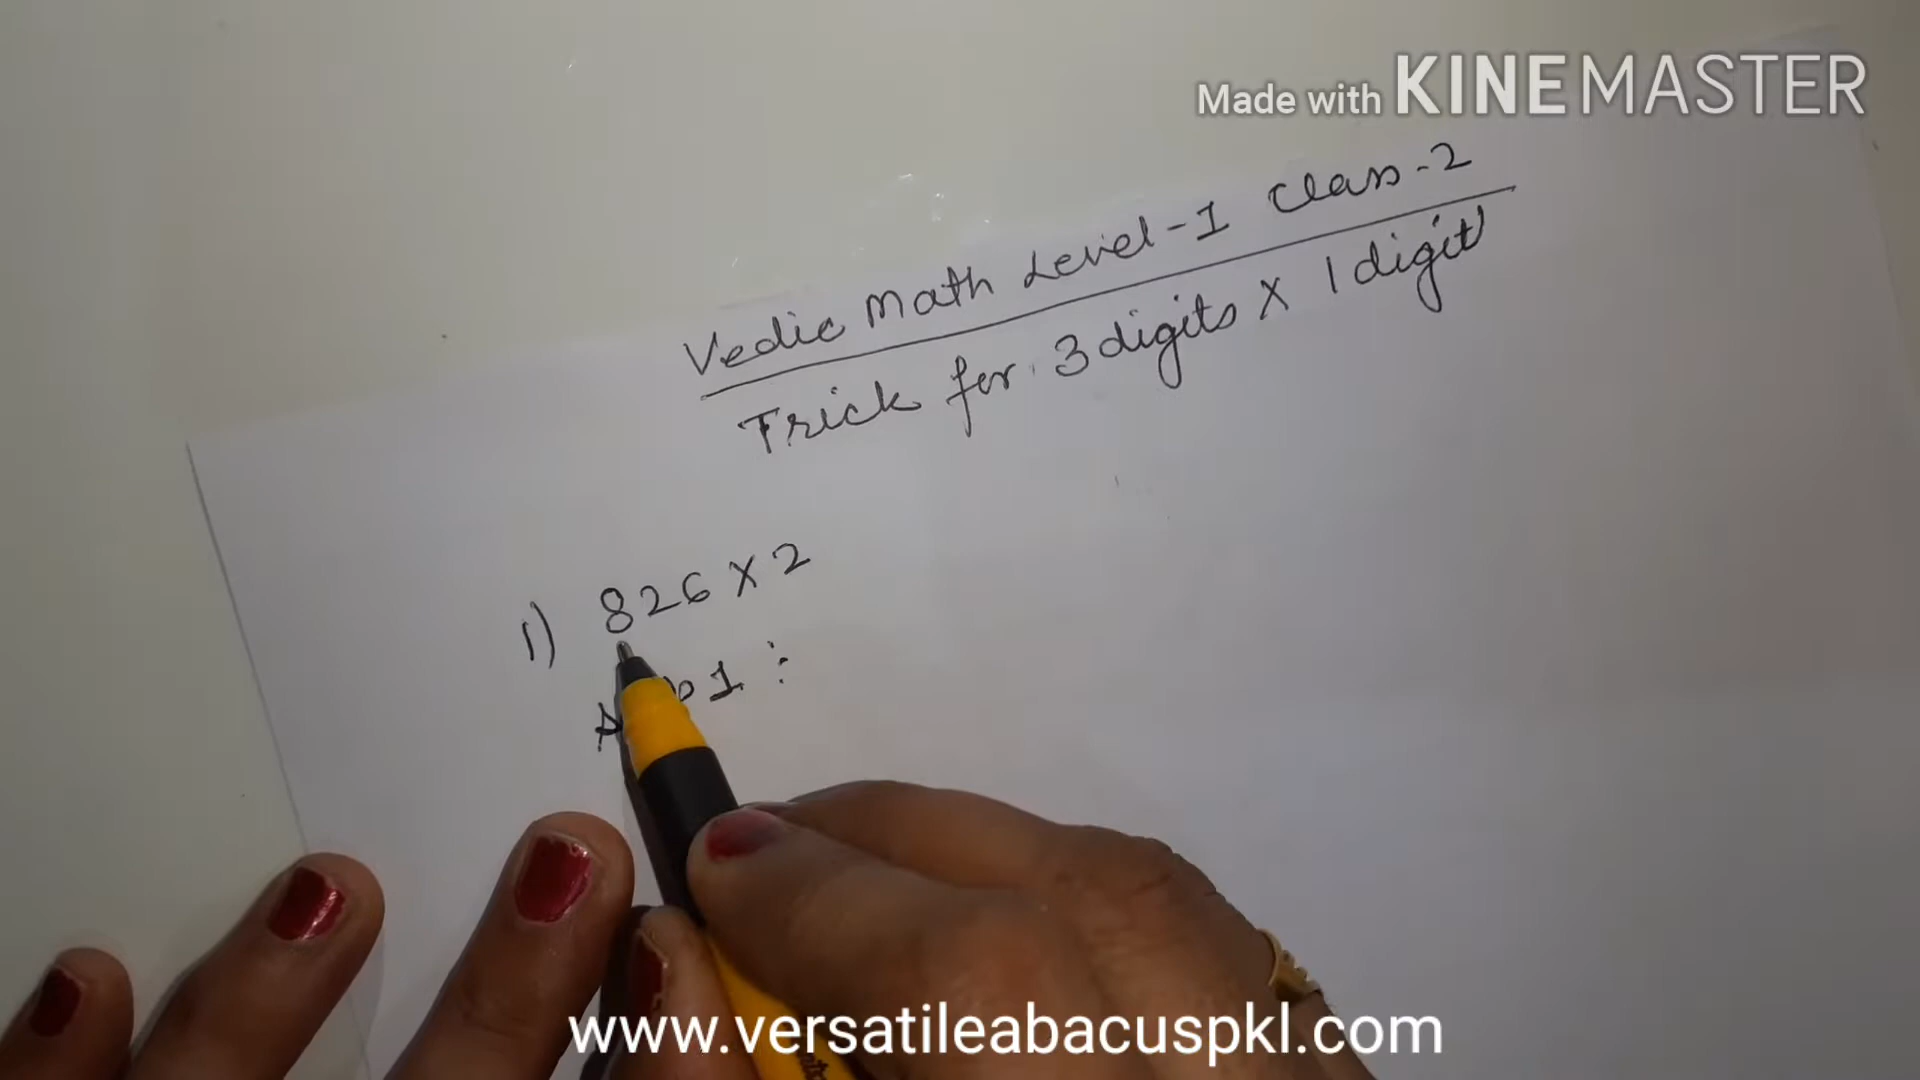 Made with KINEMASTER
Vedic Math Level-1 Class-2
Trick for 3 digits X 1 digit
1) 826 X 2
1 :
www.versatileabacuspkl.com